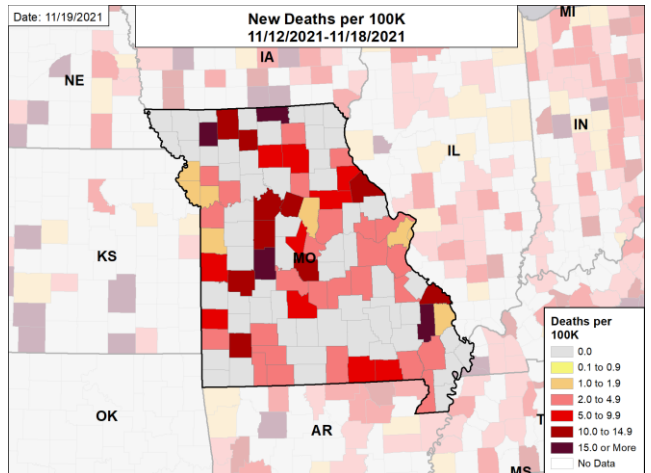 Date: 11/19/2021
New Deaths per 100K
11/12/2021-11/18/2021
MI
IA
NE
IN
IL
KS
MO
OK
AR
MS
Deaths per
100K
0.0
0.1 to 0.9
1.0 to 1.9
2.0 to 4.9
5.0 to 9.9
10.0 to 14.9
15.0 or More
No Data